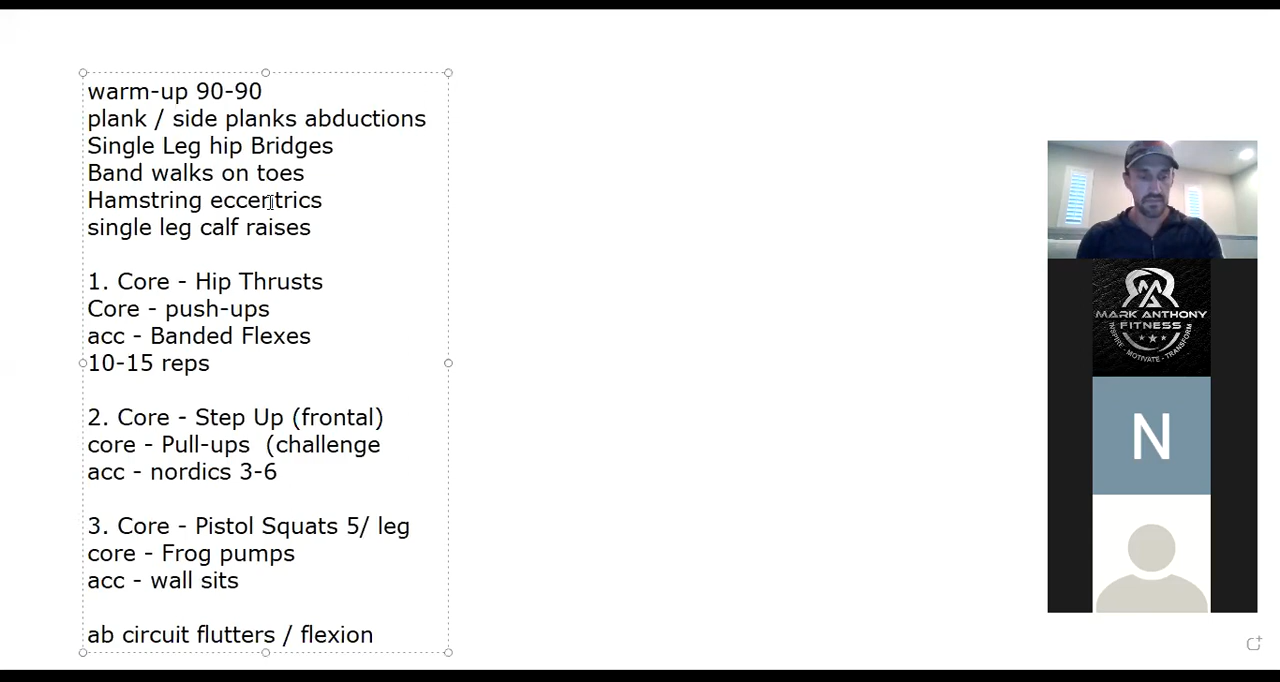 warm-up 90-90
plank / side planks abductions
Single Leg hip Bridges
Band walks on toes
Hamstring eccentrics
single leg calf raises
1. Core - Hip Thrusts
Core - push-ups
acc - Banded Flexes
10-15 reps
2. Core - Step Up (frontal)
core - Pull-ups  (challenge
acc - nordics 3-6
3. Core - Pistol Squats 5/ leg
core - Frog pumps
acc - wall sits
ab circuit flutters / flexion
MARK ANTHONY
FITNESS
INSPIRE - MOTIVATE - TRANSFORM
N